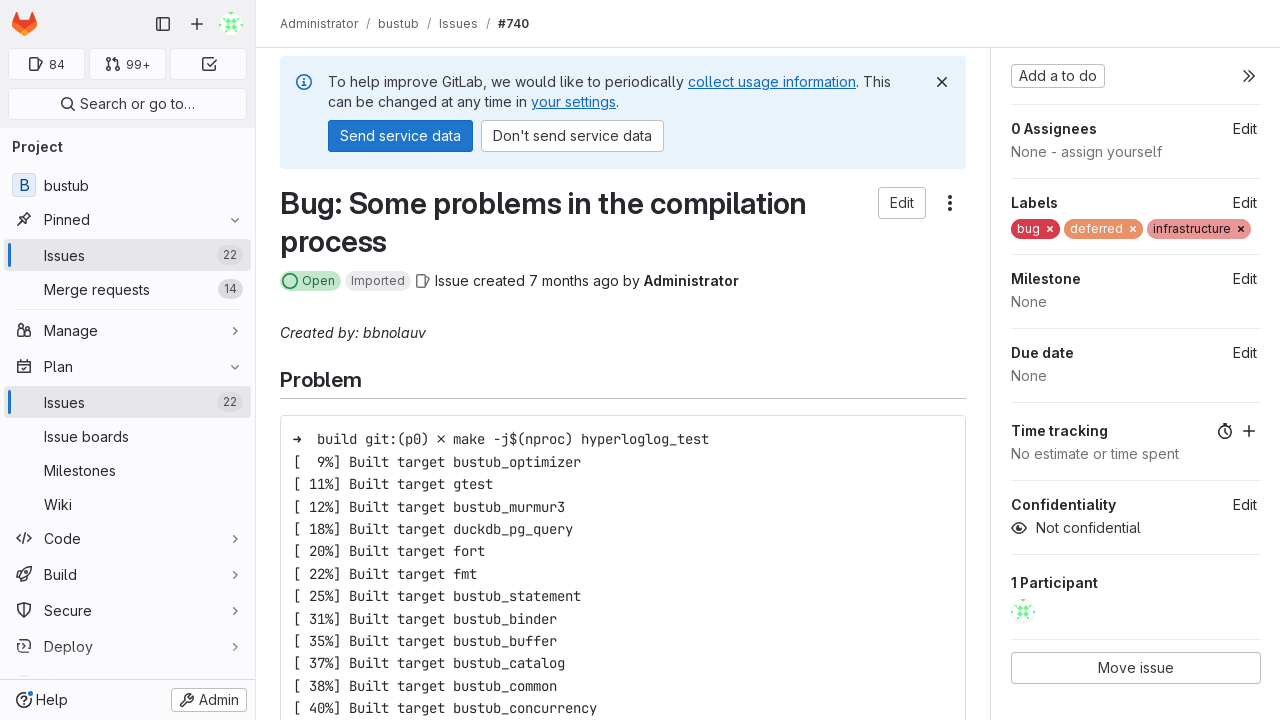 84
99+
Search or go to…
Project
B bustub
Pinned
Issues 22
Merge requests 14
Manage
Plan
Issues 22
Issue boards
Milestones
Wiki
Code
Build
Secure
Deploy
Help
Admin
Administrator / bustub / Issues / #740
To help improve GitLab, we would like to periodically collect usage information. This
can be changed at any time in your settings.
Send service data
Don't send service data
Bug: Some problems in the compilation
process
Edit
Open Imported Issue created 7 months ago by Administrator
Created by: bbnolauv
Problem
➜  build git:(p0) ✕ make -j$(nproc) hyperloglog_test
[  9%] Built target bustub_optimizer
[ 11%] Built target gtest
[ 12%] Built target bustub_murmur3
[ 18%] Built target duckdb_pg_query
[ 20%] Built target fort
[ 22%] Built target fmt
[ 25%] Built target bustub_statement
[ 31%] Built target bustub_binder
[ 35%] Built target bustub_buffer
[ 37%] Built target bustub_catalog
[ 38%] Built target bustub_common
[ 40%] Built target bustub_concurrency
Add a to do
0 Assignees Edit
None - assign yourself
Labels Edit
bug × deferred × infrastructure ×
Milestone Edit
None
Due date Edit
None
Time tracking
No estimate or time spent
Confidentiality Edit
Not confidential
1 Participant
Move issue